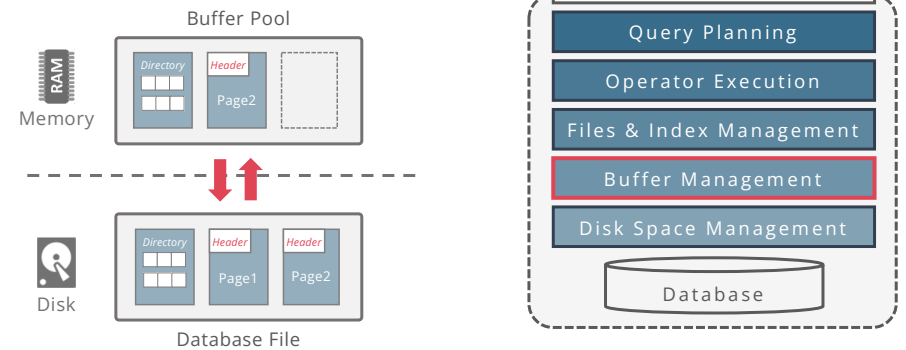 Buffer Pool
RAM
Memory
Directory
Header
Page2
Disk
Directory
Header
Page1
Header
Page2
Database File
Query Planning
Operator Execution
Files & Index Management
Buffer Management
Disk Space Management
Database